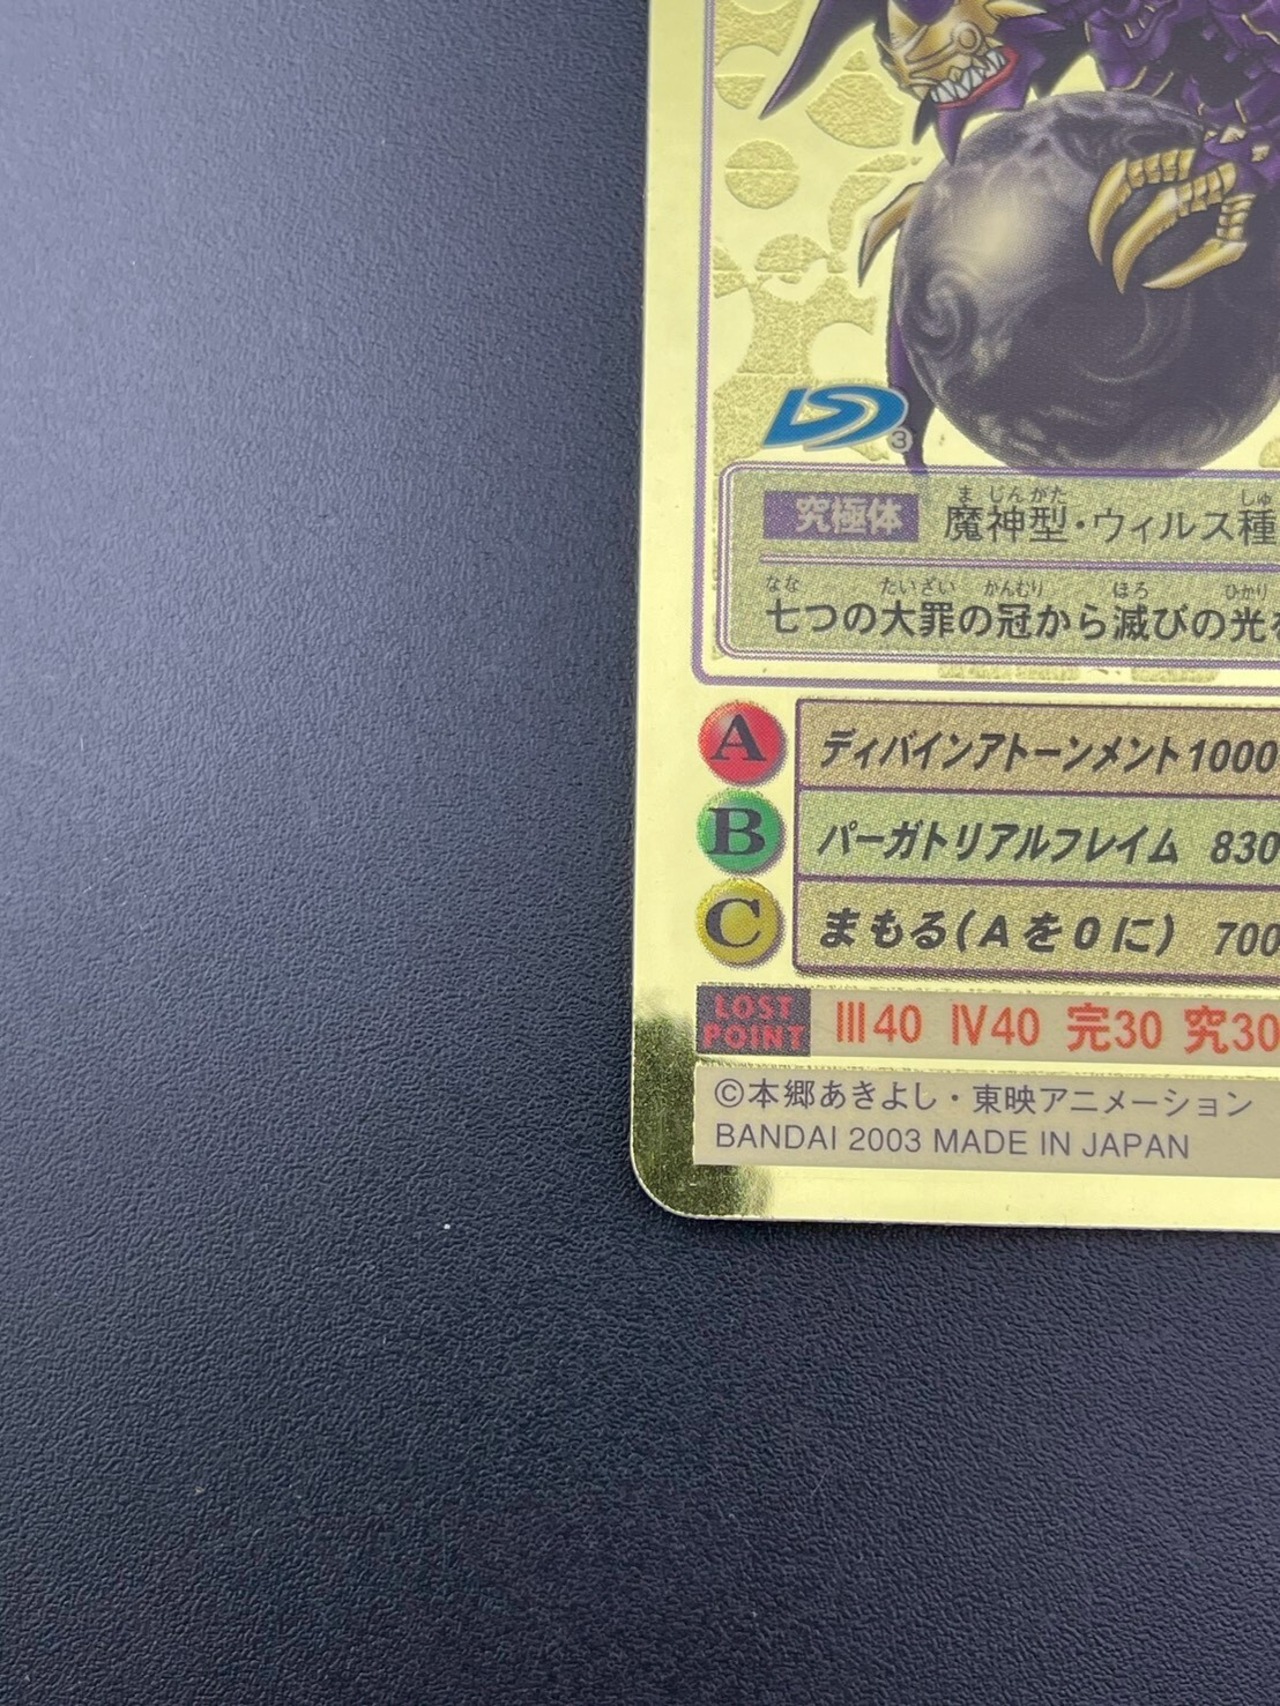 ③
究極体 魔神型・ウィルス種
まじんがた しゅ
七つの大罪の冠から滅びの光
なな たいざい かんむり ほろ ひかり
A ディバインアトーンメント 1000
B パーガトリアルフレイム 830
C まもる(Aを0に) 700
LOST POINT Ⅲ40 Ⅳ40 完30 究30
©本郷あきよし・東映アニメーション
BANDAI 2003 MADE IN JAPAN